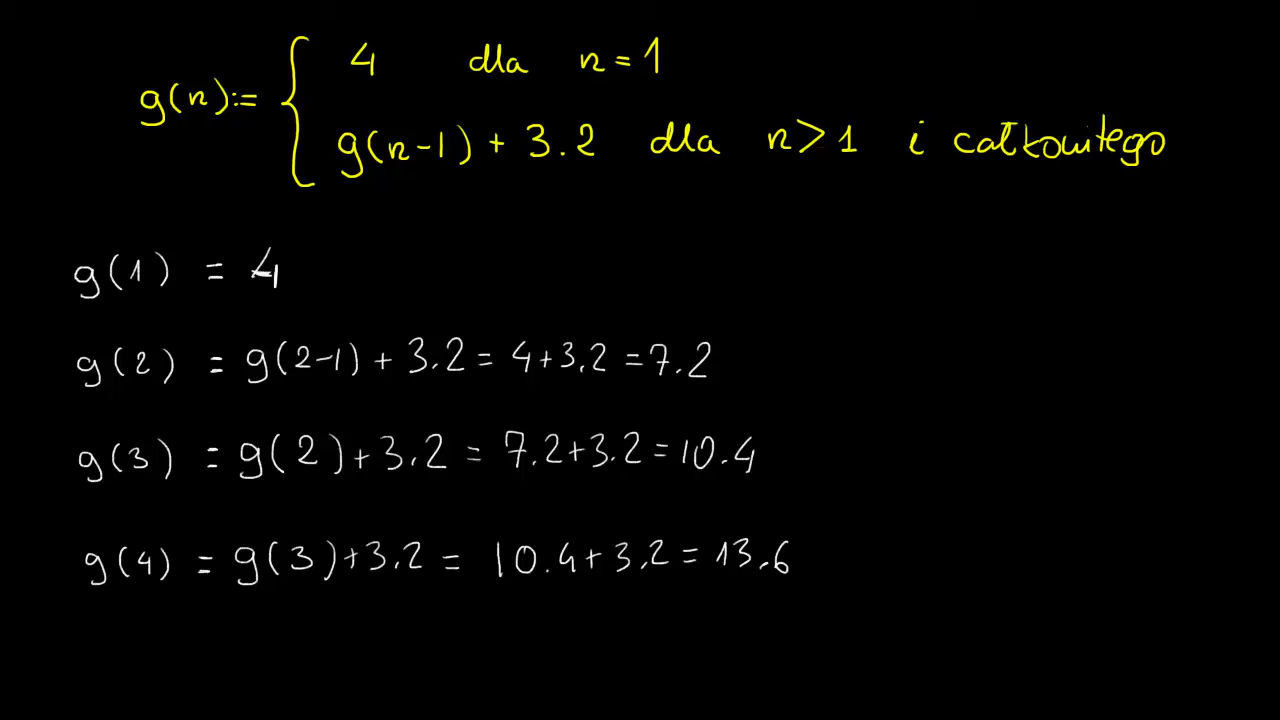 g(n):= { 4 dla n = 1
g(n-1) + 3.2 dla n > 1 i całkowitego
g(1) = 4
g(2) = g(2-1) + 3.2 = 4+3.2 = 7.2
g(3) = g(2)+3.2 = 7.2+3.2 = 10.4
g(4) = g(3)+3.2 = 10.4+3.2 = 13.6